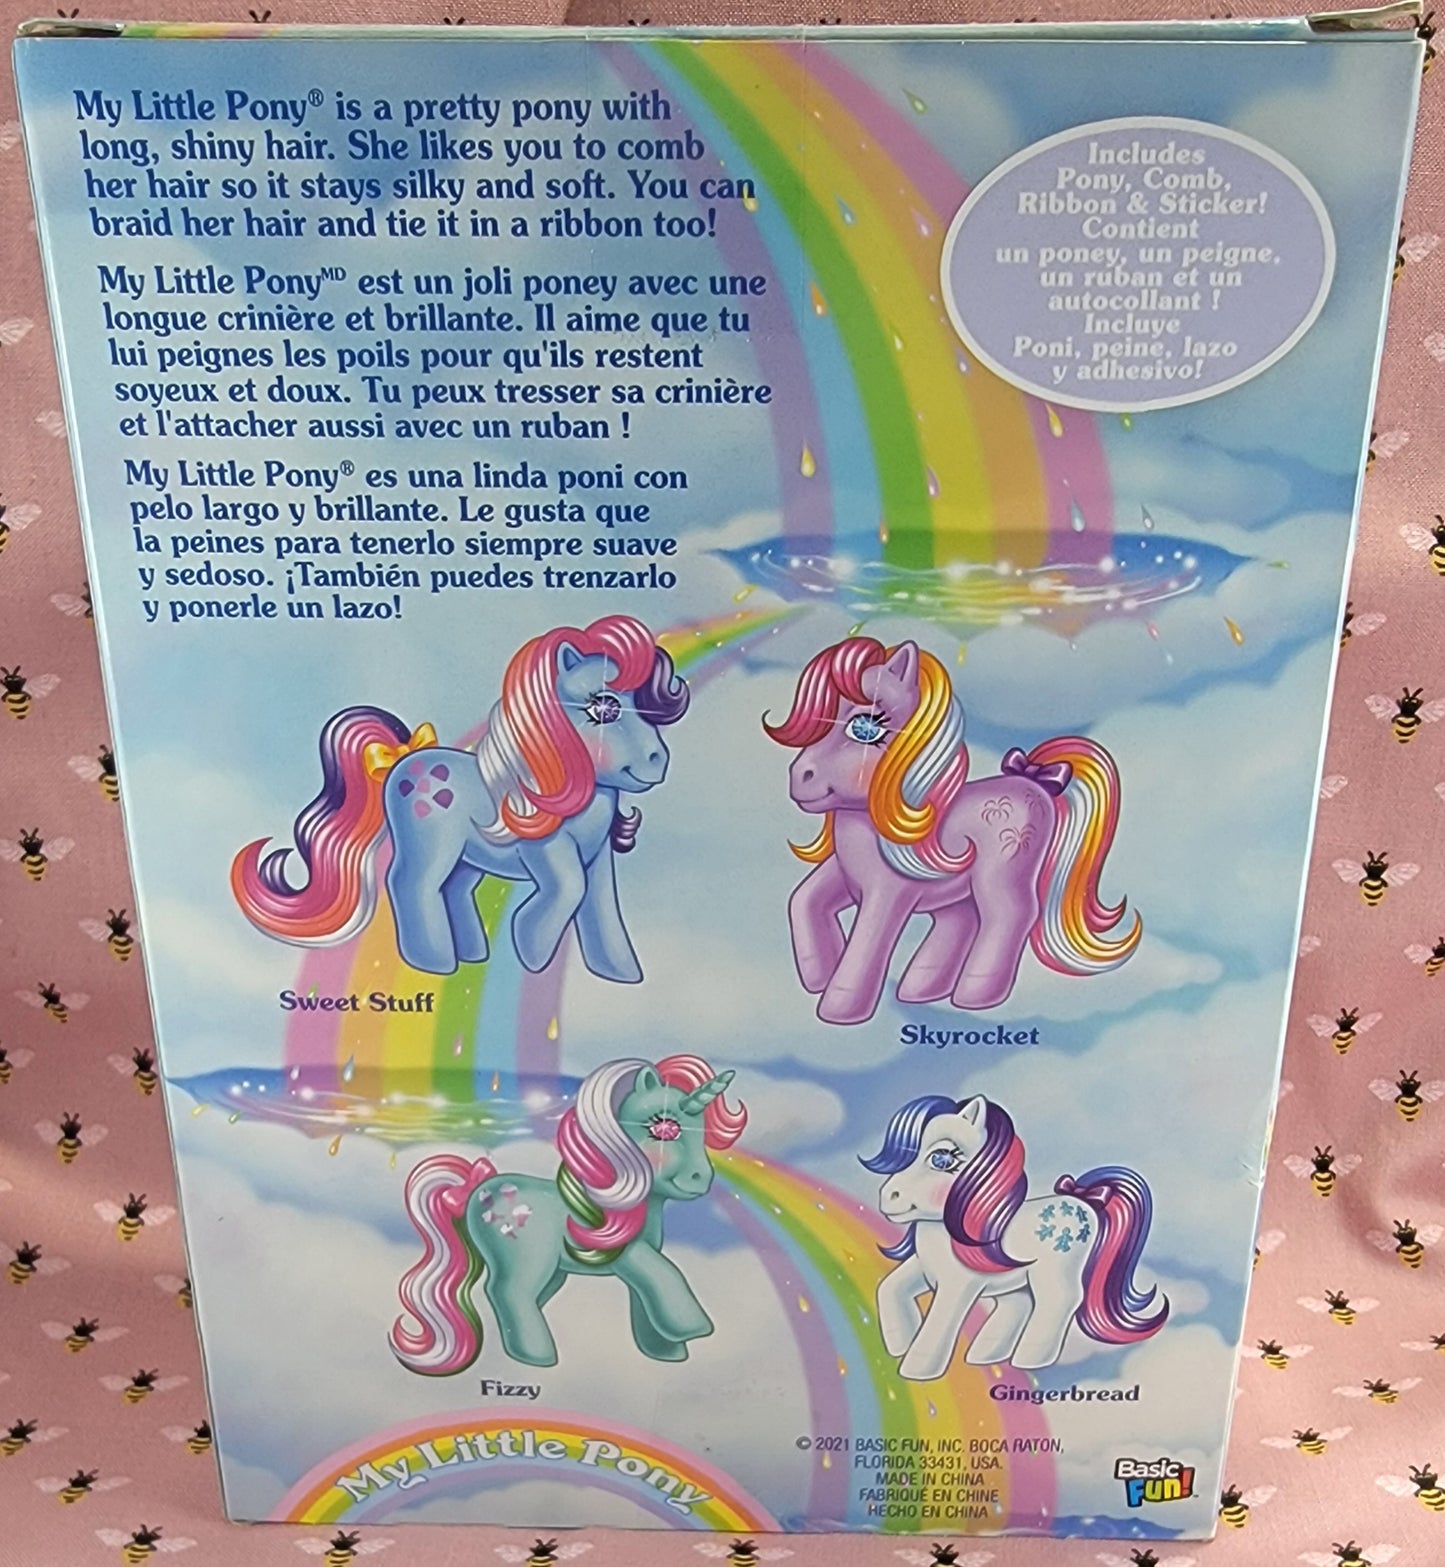 My Little Pony® is a pretty pony with
long, shiny hair. She likes you to comb
her hair so it stays silky and soft. You can
braid her hair and tie it in a ribbon too!
My Little Pony MD est un joli poney avec une
longue crinière et brillante. Il aime que tu
lui peignes les poils pour qu'ils restent
soyeux et doux. Tu peux tresser sa crinière
et l'attacher aussi avec un ruban !
My Little Pony® es una linda poni con
pelo largo y brillante. Le gusta que
la peines para tenerlo siempre suave
y sedoso. ¡También puedes trenzarlo
y ponerle un lazo!
Includes
Pony, Comb,
Ribbon & Sticker!
Contient
un poney, un peigne,
un ruban et un
autocollant !
Incluye
Poni, peine, lazo
y adhesivo!
Sweet Stuff
Skyrocket
Fizzy
Gingerbread
My Little Pony
© 2021 BASIC FUN, INC. BOCA RATON,
FLORIDA 33431, USA.
MADE IN CHINA
FABRIQUÉ EN CHINE
HECHO EN CHINA
Basic
Fun!